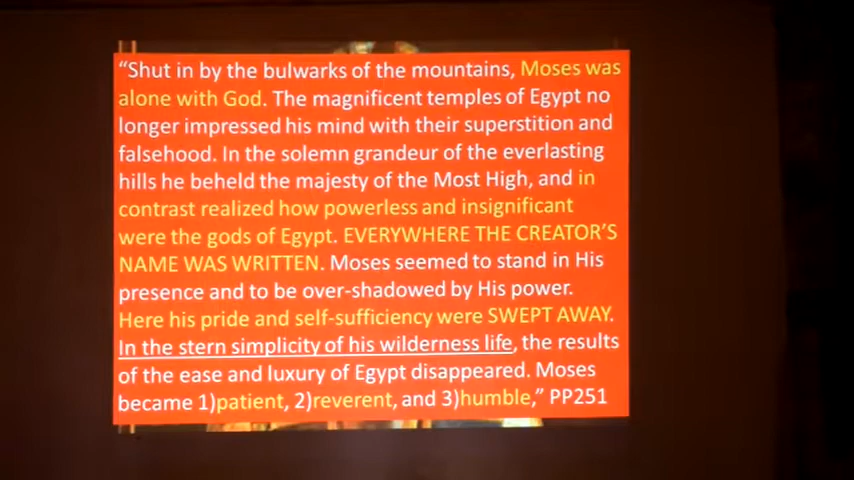 “Shut in by the bulwarks of the mountains, Moses was
alone with God. The magnificent temples of Egypt no
longer impressed his mind with their superstition and
falsehood. In the solemn grandeur of the everlasting
hills he beheld the majesty of the Most High, and in
contrast realized how powerless and insignificant
were the gods of Egypt. EVERYWHERE THE CREATOR’S
NAME WAS WRITTEN. Moses seemed to stand in His
presence and to be over-shadowed by His power.
Here his pride and self-sufficiency were SWEPT AWAY.
In the stern simplicity of his wilderness life, the results
of the ease and luxury of Egypt disappeared. Moses
became 1)patient, 2)reverent, and 3)humble,” PP251